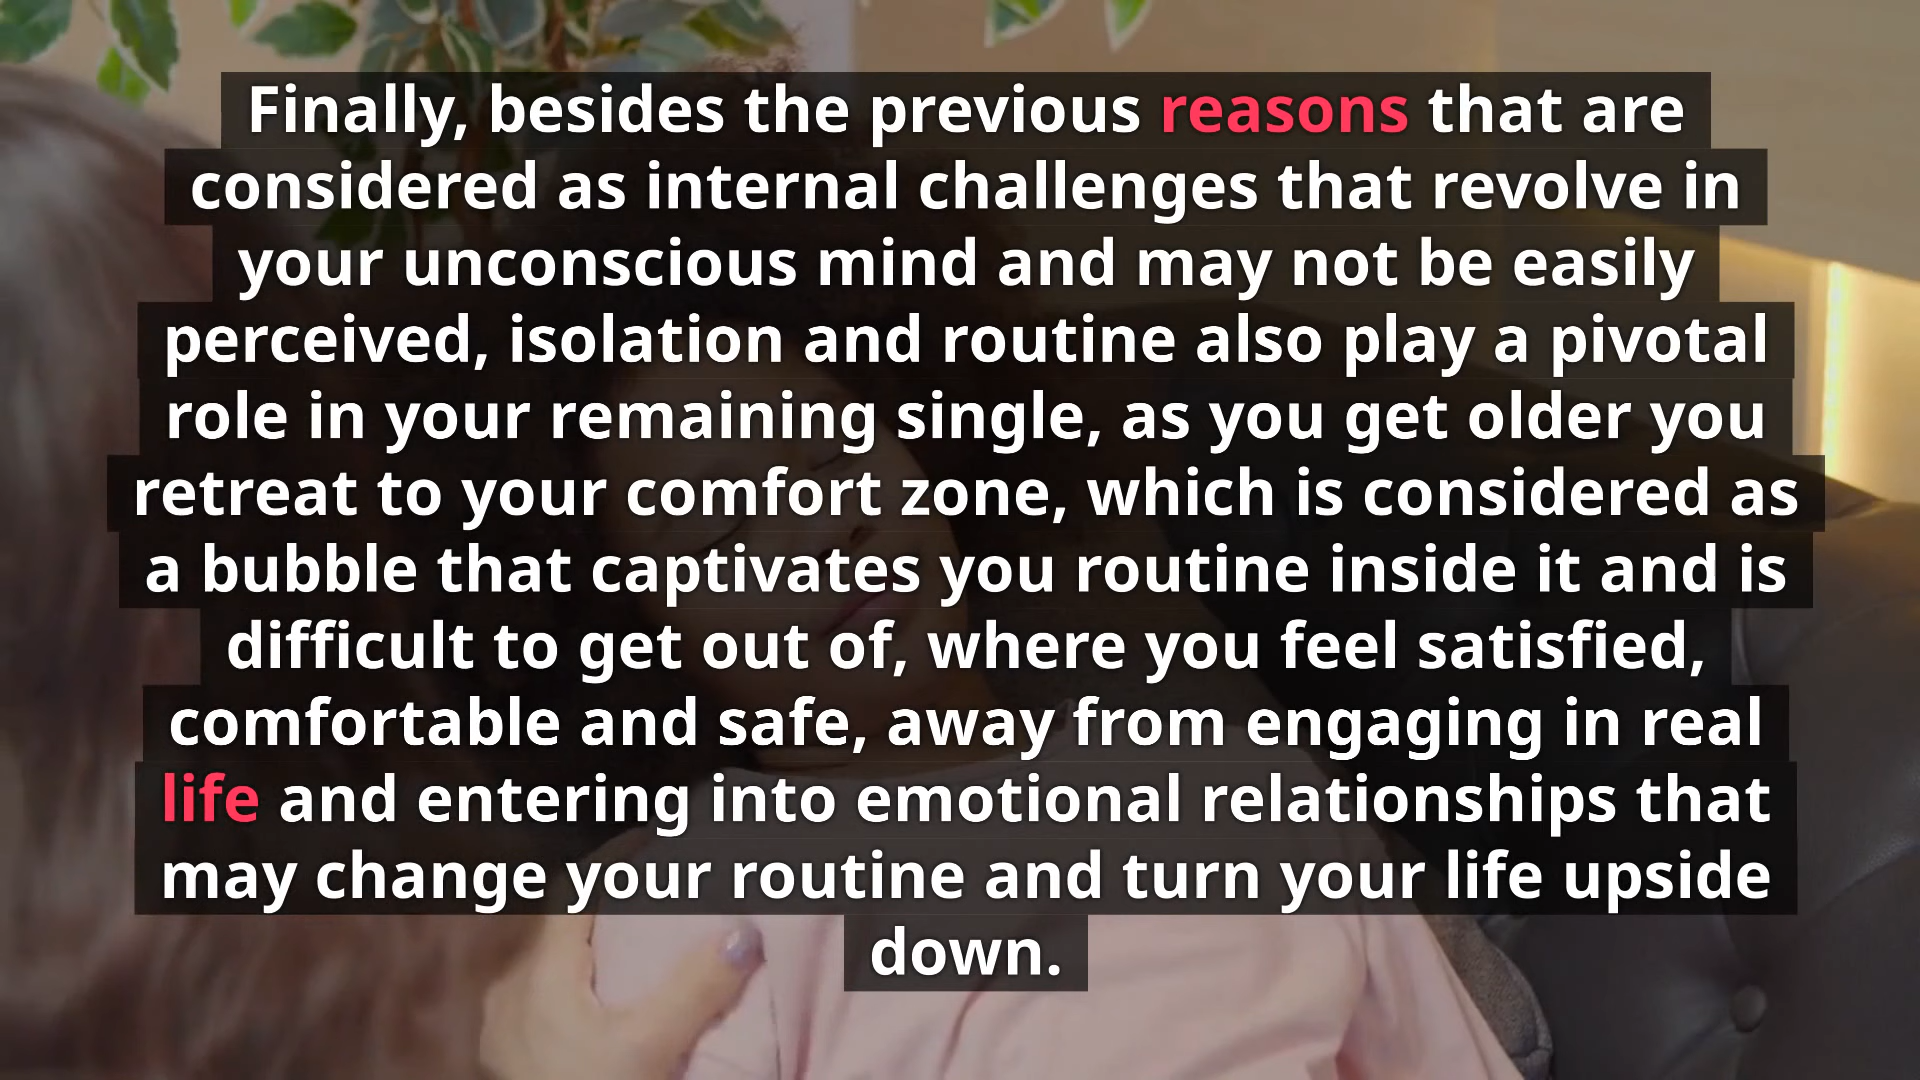 Finally, besides the previous reasons that are
considered as internal challenges that revolve in
your unconscious mind and may not be easily
perceived, isolation and routine also play a pivotal
role in your remaining single, as you get older you
retreat to your comfort zone, which is considered as
a bubble that captivates you routine inside it and is
difficult to get out of, where you feel satisfied,
comfortable and safe, away from engaging in real
life and entering into emotional relationships that
may change your routine and turn your life upside
down.